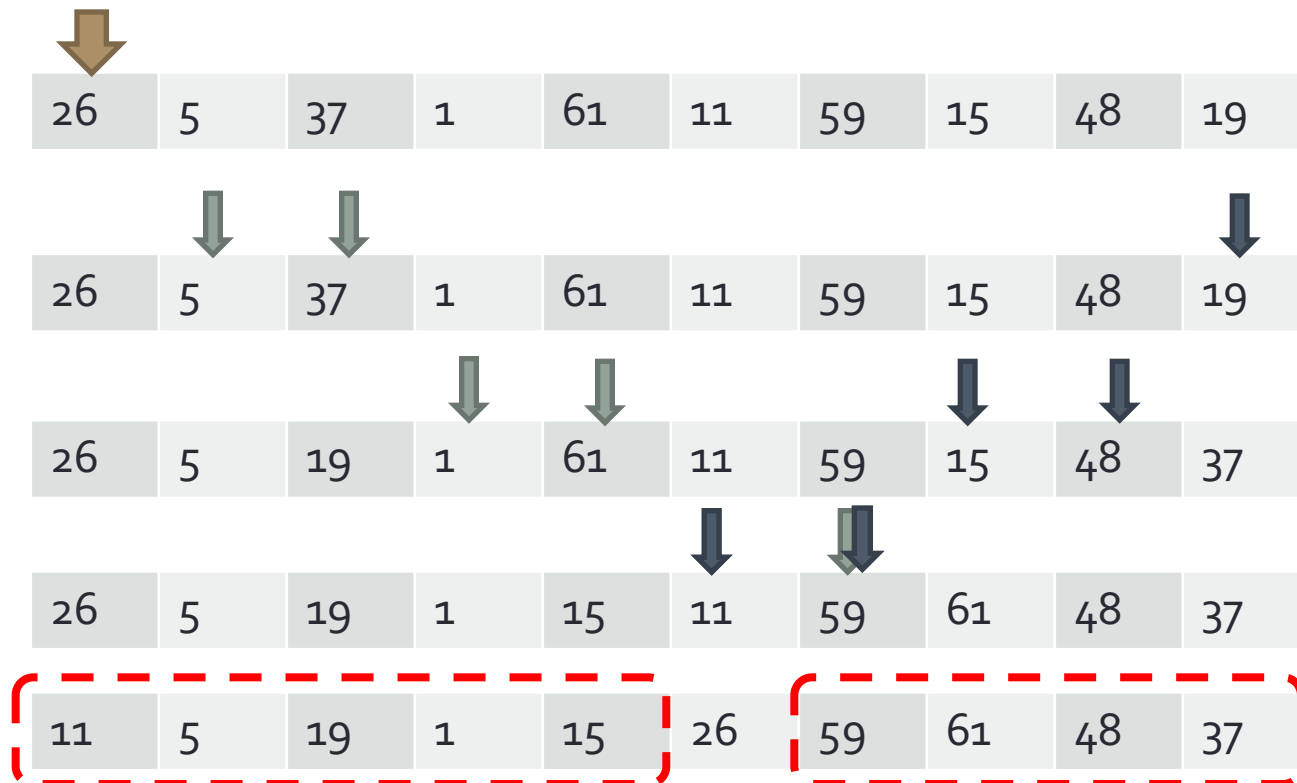 26 5 37 1 61 11 59 15 48 19
26 5 37 1 61 11 59 15 48 19
26 5 19 1 61 11 59 15 48 37
26 5 19 1 15 11 59 61 48 37
11 5 19 1 15 26 59 61 48 37